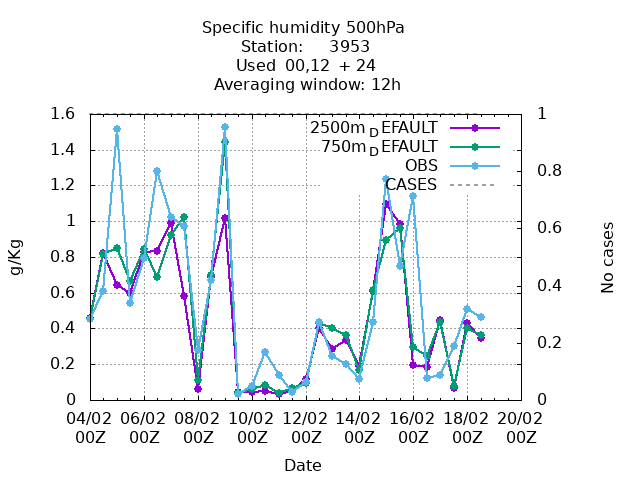 Specific humidity 500hPa
Station: 3953
Used 00,12 + 24
Averaging window: 12h
1.6
1.4
1.2
1
0.8
0.6
0.4
0.2
0
g/Kg
2500m_DEFAULT
750m_DEFAULT
OBS
CASES
1
0.8
0.6
0.4
0.2
0
No cases
04/02 06/02 08/02 10/02 12/02 14/02 16/02 18/02 20/02
00Z 00Z 00Z 00Z 00Z 00Z 00Z 00Z 00Z
Date